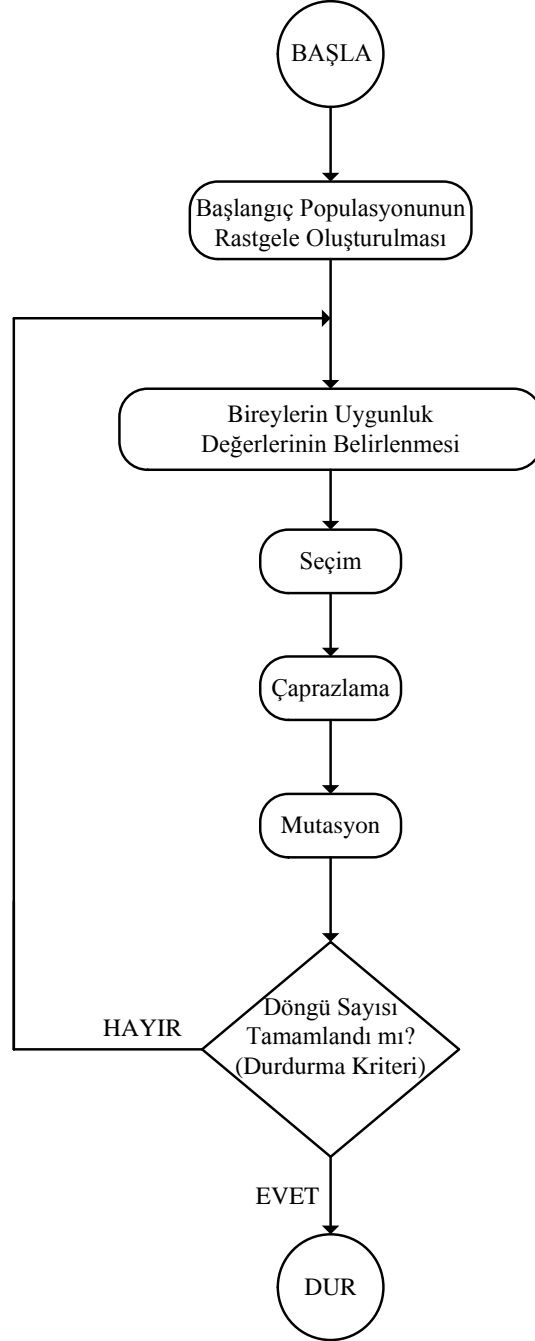 BAŞLA
Başlangıç Populasyonunun
Rastgele Oluşturulması
Bireylerin Uygunluk
Değerlerinin Belirlenmesi
Seçim
Çaprazlama
Mutasyon
Döngü Sayısı
Tamamlandı mı?
(Durdurma Kriteri)
HAYIR
EVET
DUR